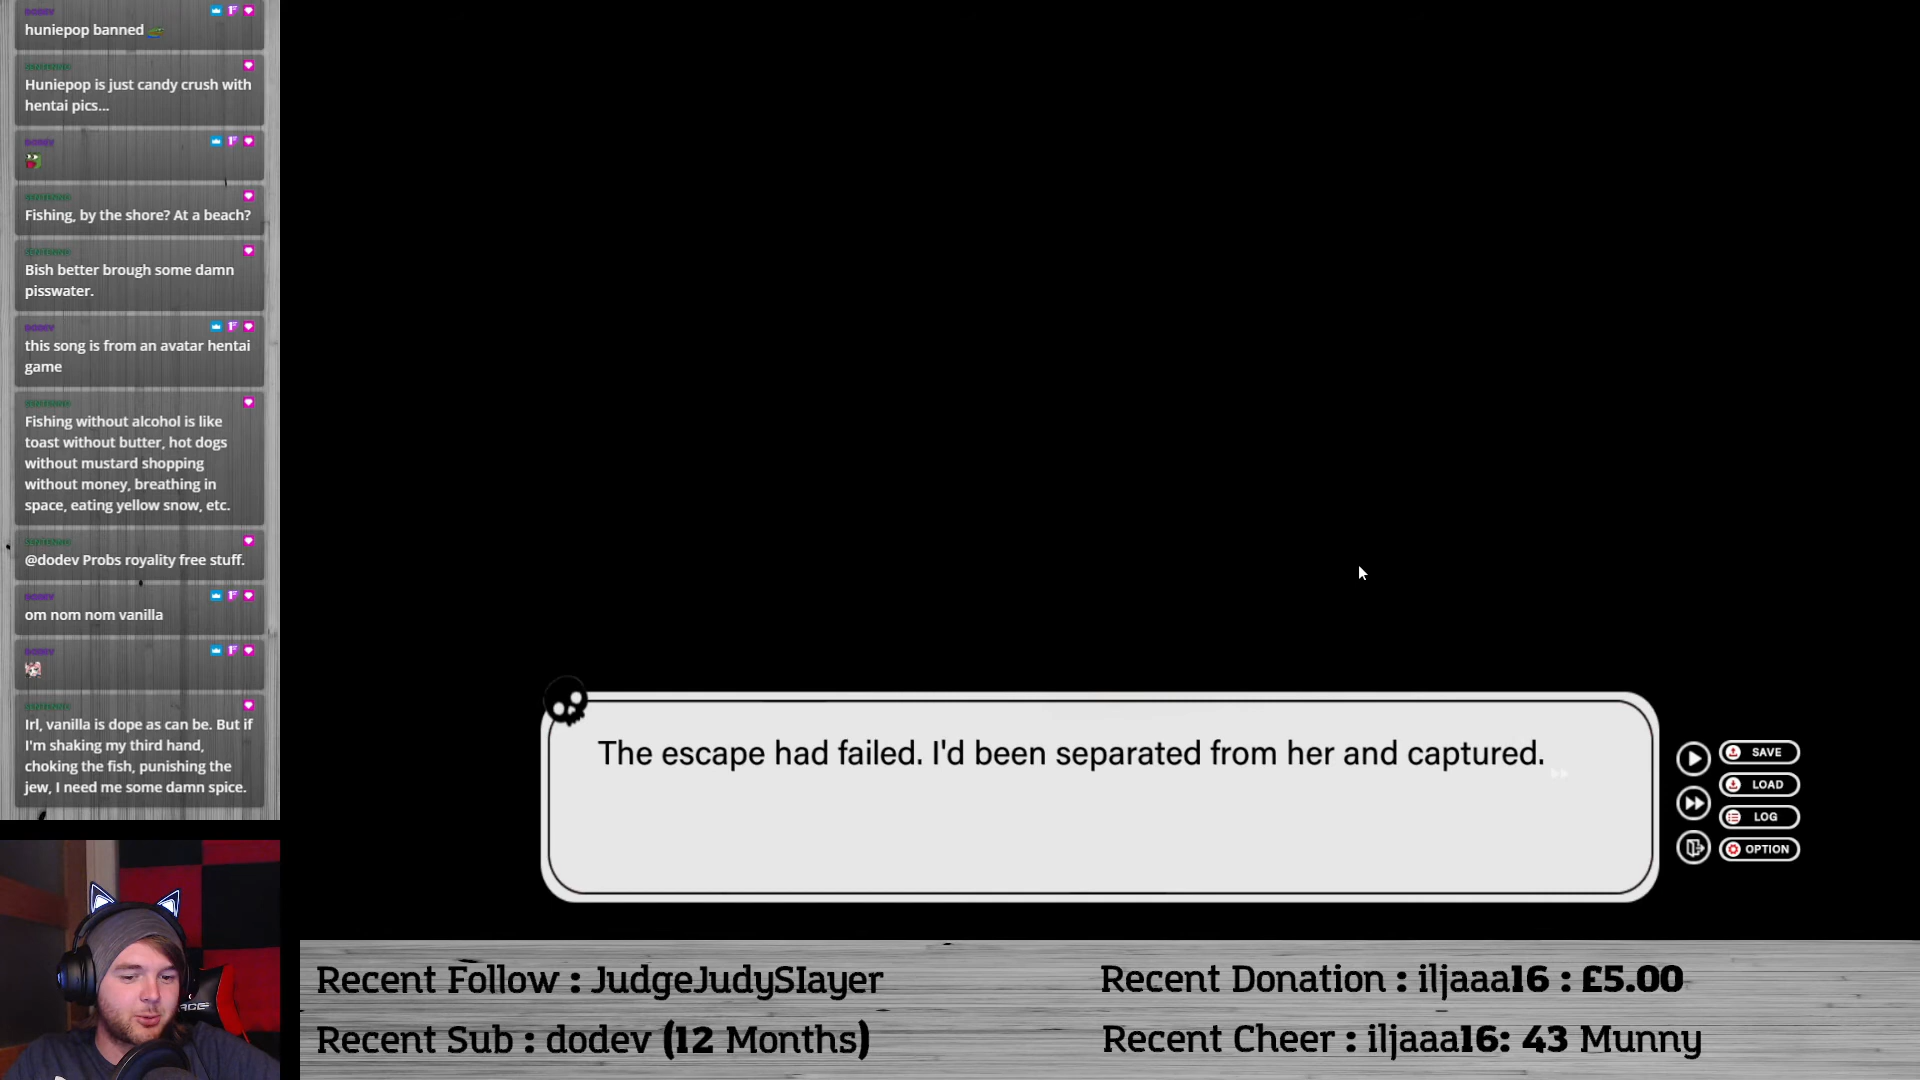 DODEV
huniepop banned
Huniepop is just candy crush with
hentai pics...
DODEV
Fishing, by the shore? At a beach?
Bish better brough some damn
pisswater.
DODEV
this song is from an avatar hentai
game
Fishing without alcohol is like
toast without butter, hot dogs
without mustard shopping
without money, breathing in
space, eating yellow snow, etc.
@dodev Probs royality free stuff.
DODEV
om nom nom vanilla
DODEV
Irl, vanilla is dope as can be. But if
I'm shaking my third hand,
choking the fish, punishing the
jew, I need me some damn spice.
The escape had failed. I'd been separated from her and captured.
SAVE
LOAD
LOG
OPTION
Recent Follow : JudgeJudySIayer
Recent Donation : iljaaa16 : £5.00
Recent Sub : dodev (12 Months)
Recent Cheer : iljaaa16: 43 Munny